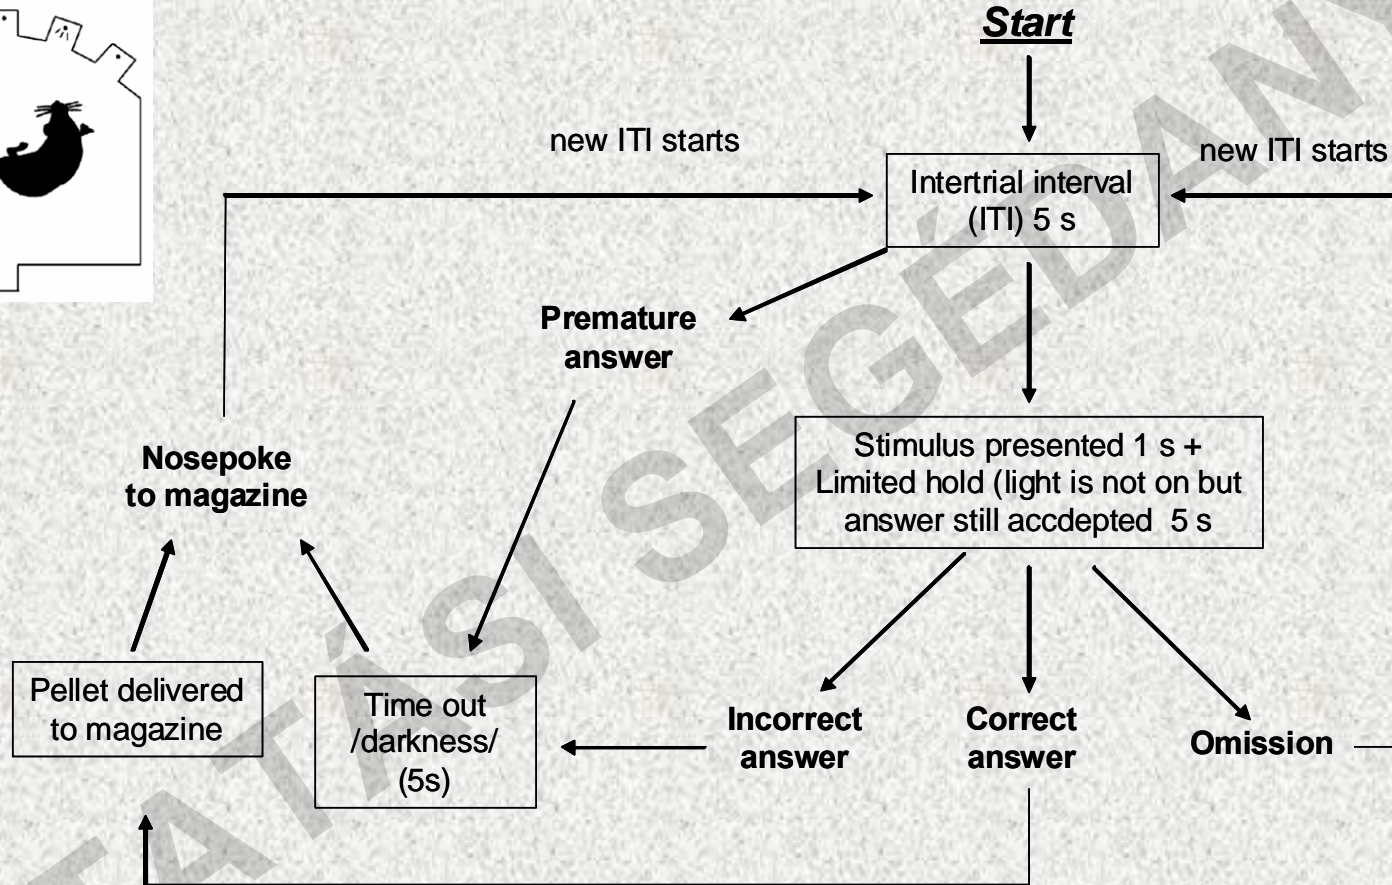 Start
new ITI starts
Intertrial interval
(ITI) 5 s
new ITI starts
Premature
answer
Stimulus presented 1 s +
Limited hold (light is not on but
answer still accdepted  5 s
Nosepoke
to magazine
Pellet delivered
to magazine
Time out
/darkness/
(5s)
Incorrect
answer
Correct
answer
Omission
TATÁSI SEGÉDANY